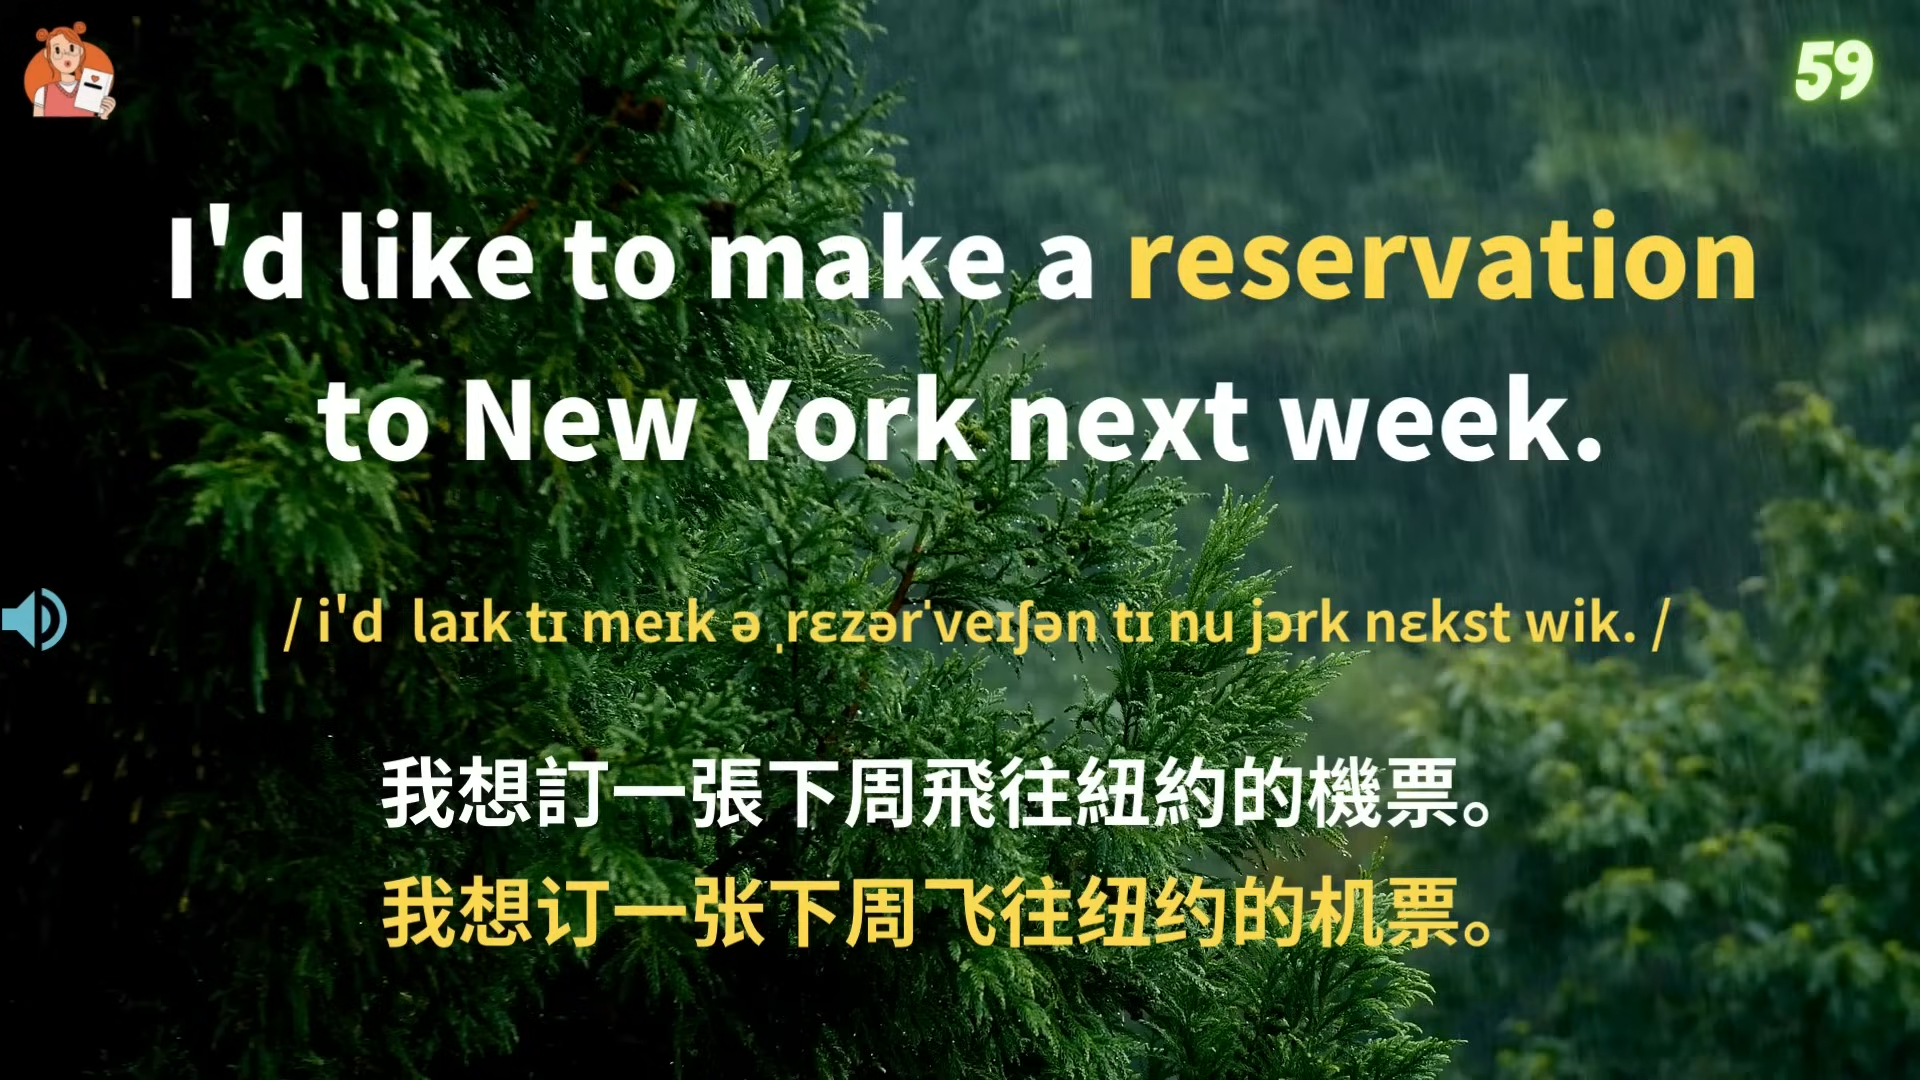 59
I'd like to make a reservation
to New York next week.
/ i'd laɪk tɪ meɪk ə ˌrɛzərˈveɪʃən tɪ nu jɔrk nɛkst wik. /
我想訂一張下周飛往紐約的機票。
我想订一张下周飞往纽约的机票。